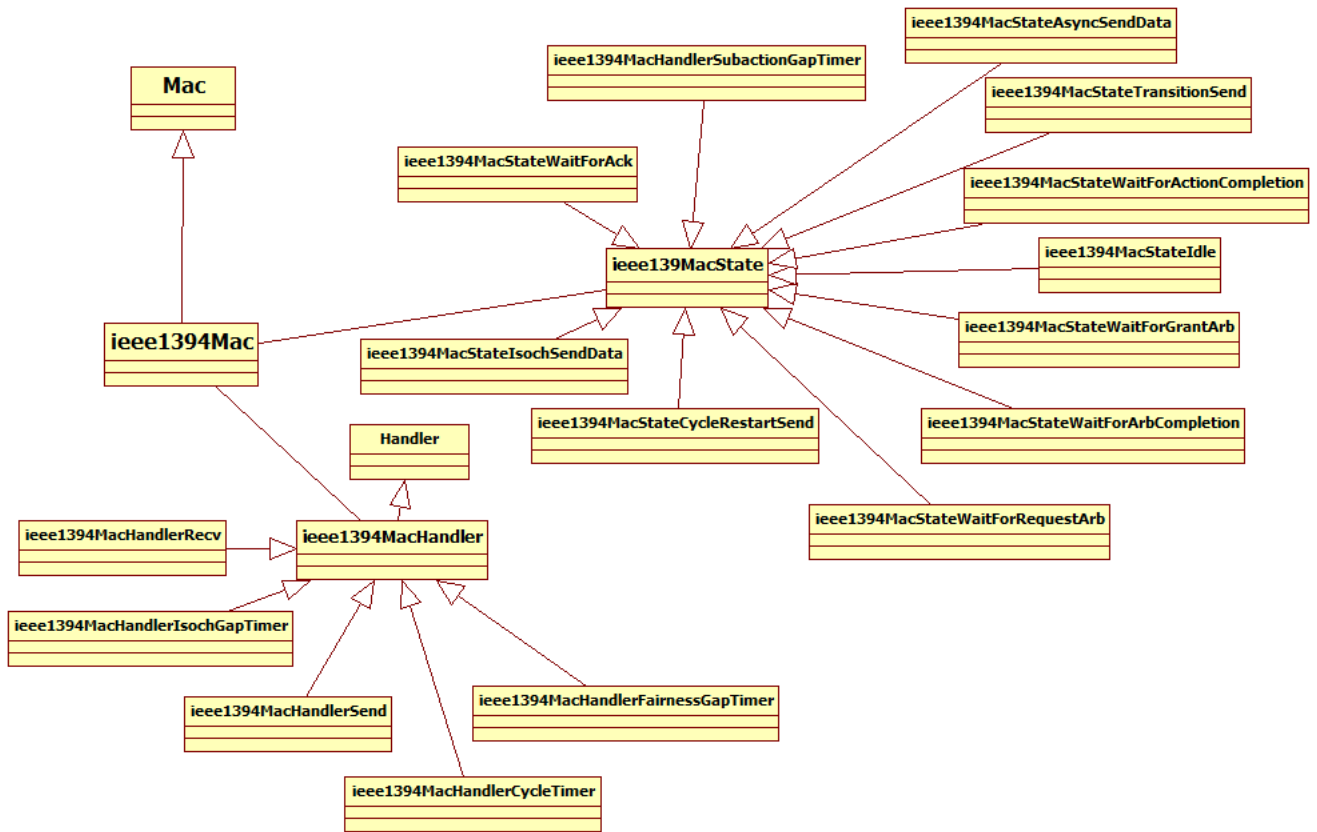 ieee1394MacStateAsyncSendData
ieee1394MacHandlerSubactionGapTimer
Mac
ieee1394MacStateTransitionSend
ieee1394MacStateWaitForAck
ieee1394MacStateWaitForActionCompletion
ieee139MacState
ieee1394MacStateIdle
ieee1394MacStateWaitForGrantArb
ieee1394Mac
ieee1394MacStateIsochSendData
ieee1394MacStateCycleRestartSend
ieee1394MacStateWaitForArbCompletion
Handler
ieee1394MacStateWaitForRequestArb
ieee1394MacHandlerRecv
ieee1394MacHandler
ieee1394MacHandlerIsochGapTimer
ieee1394MacHandlerFairnessGapTimer
ieee1394MacHandlerSend
ieee1394MacHandlerCycleTimer